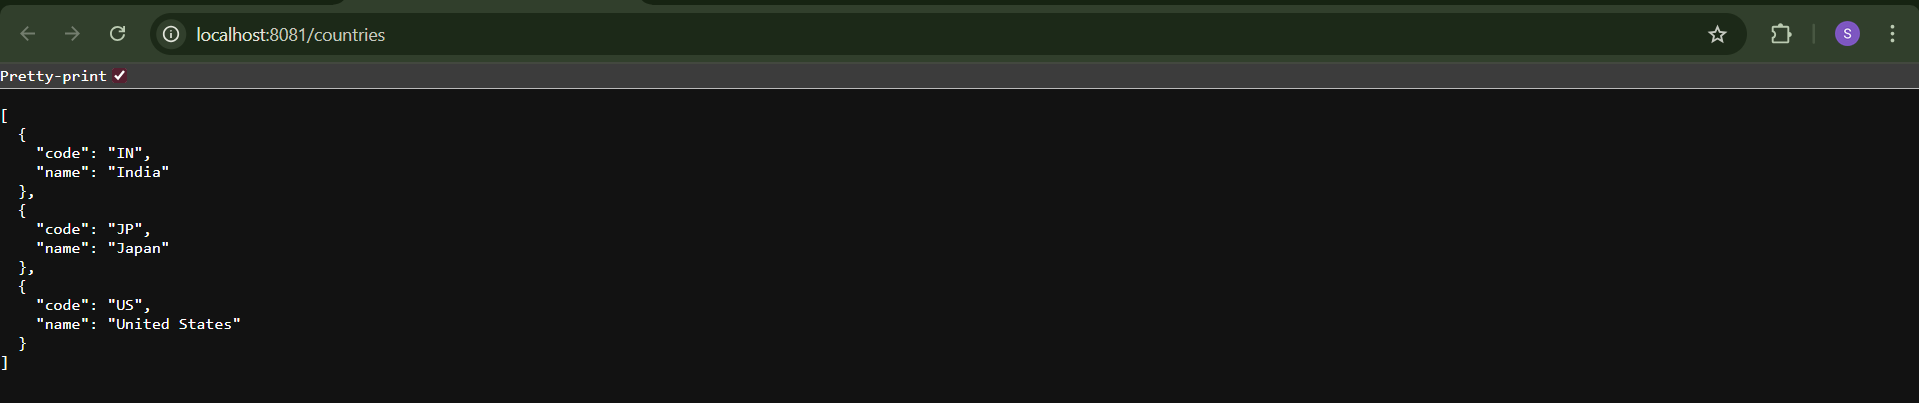 localhost:8081/countries
S
Pretty-print
[
  {
    "code": "IN",
    "name": "India"
  },
  {
    "code": "JP",
    "name": "Japan"
  },
  {
    "code": "US",
    "name": "United States"
  }
]